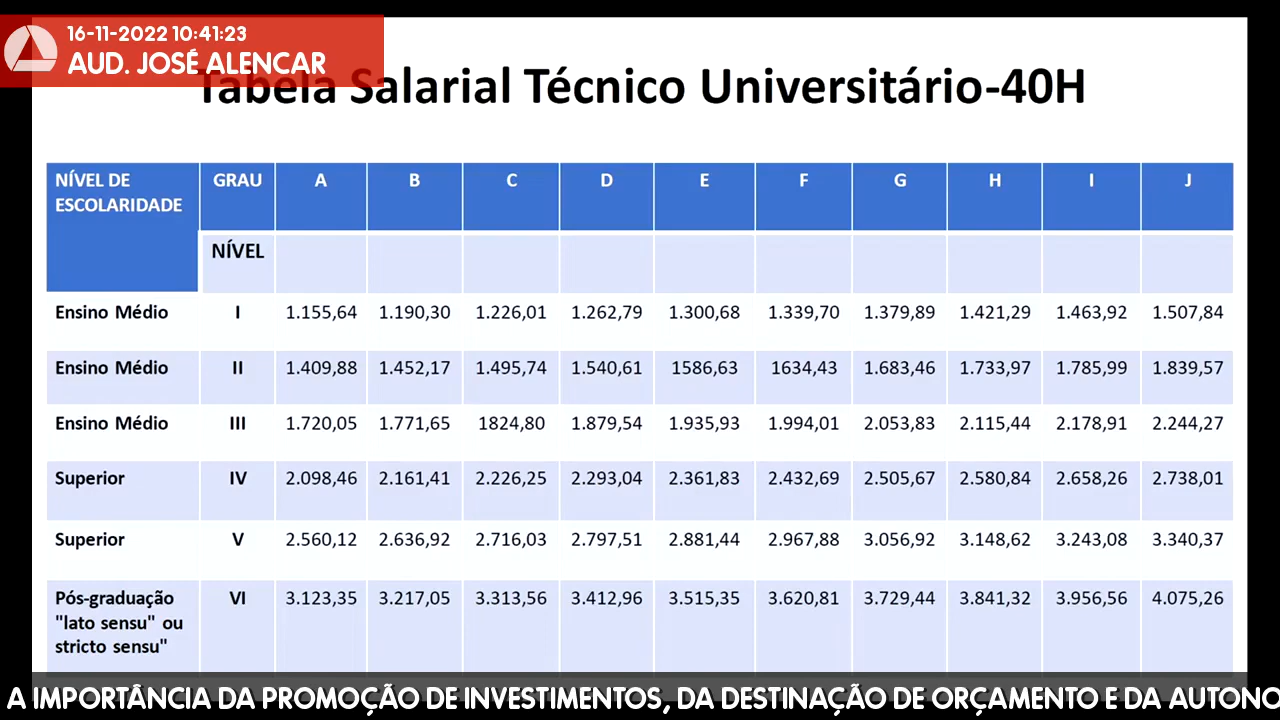 16-11-2022 10:41:23
AUD. JOSÉ ALENCAR
Tabela Salarial Técnico Universitário-40H
NÍVEL DE ESCOLARIDADE GRAU A B C D E F G H I J
NÍVEL
Ensino Médio I 1.155,64 1.190,30 1.226,01 1.262,79 1.300,68 1.339,70 1.379,89 1.421,29 1.463,92 1.507,84
Ensino Médio II 1.409,88 1.452,17 1.495,74 1.540,61 1586,63 1634,43 1.683,46 1.733,97 1.785,99 1.839,57
Ensino Médio III 1.720,05 1.771,65 1824,80 1.879,54 1.935,93 1.994,01 2.053,83 2.115,44 2.178,91 2.244,27
Superior IV 2.098,46 2.161,41 2.226,25 2.293,04 2.361,83 2.432,69 2.505,67 2.580,84 2.658,26 2.738,01
Superior V 2.560,12 2.636,92 2.716,03 2.797,51 2.881,44 2.967,88 3.056,92 3.148,62 3.243,08 3.340,37
Pós-graduação "lato sensu" ou stricto sensu" VI 3.123,35 3.217,05 3.313,56 3.412,96 3.515,35 3.620,81 3.729,44 3.841,32 3.956,56 4.075,26
A IMPORTÂNCIA DA PROMOÇÃO DE INVESTIMENTOS, DA DESTINAÇÃO DE ORÇAMENTO E DA AUTONO